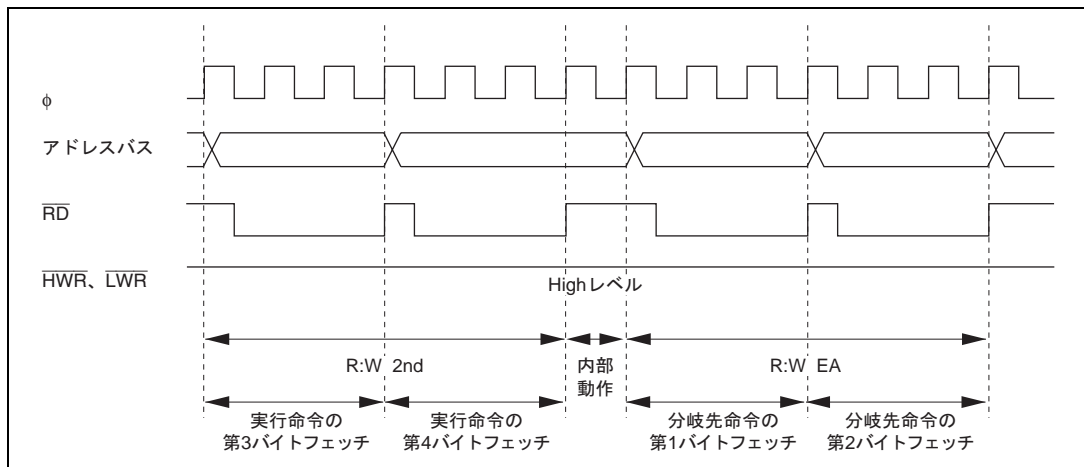 φ
アドレスバス
RD
HWR、LWR
Highレベル
R:W 2nd
内部
動作
R:W EA
実行命令の
第3バイトフェッチ
実行命令の
第4バイトフェッチ
分岐先命令の
第1バイトフェッチ
分岐先命令の
第2バイトフェッチ